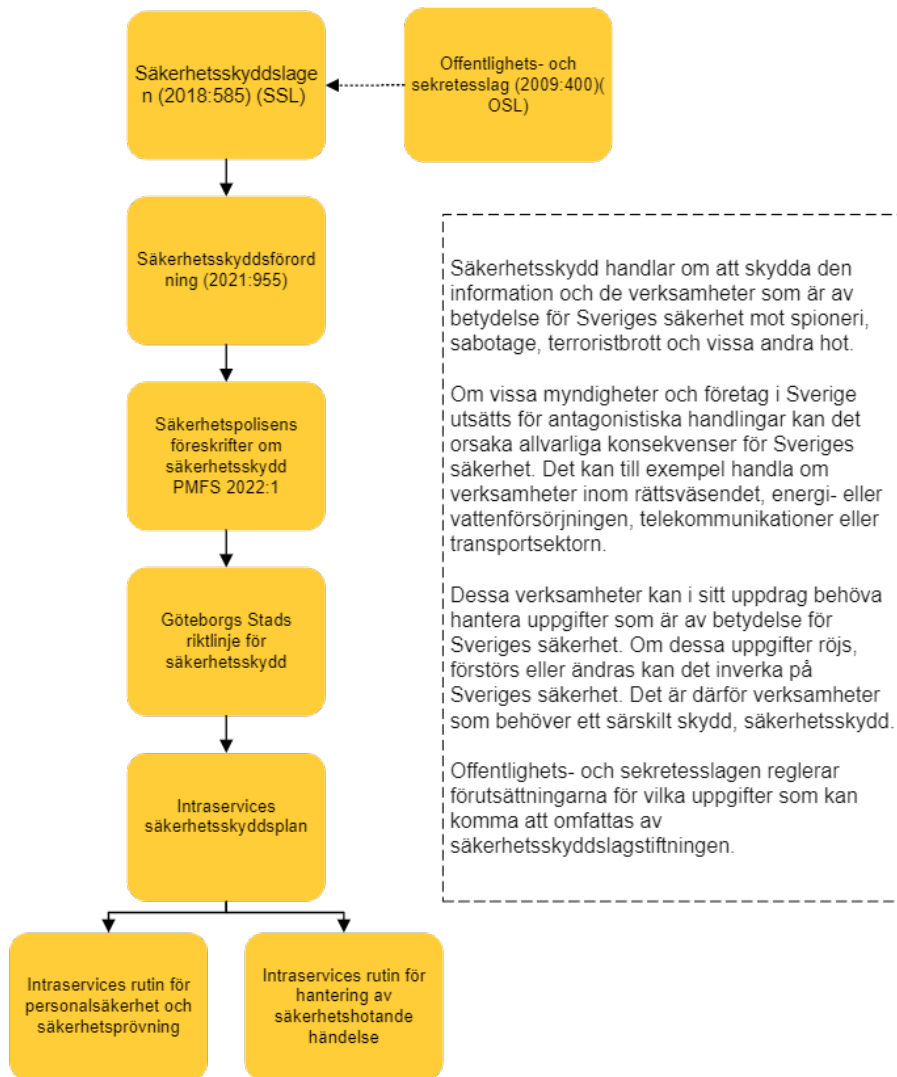 Säkerhetsskyddslage
n (2018:585) (SSL)
Offentlighets- och
sekretesslag (2009:400)(
OSL)
Säkerhetsskyddsförord
ning (2021:955)
Säkerhetspolisens
föreskrifter om
säkerhetsskydd
PMFS 2022:1
Göteborgs Stads
riktlinje för
säkerhetsskydd
Intraservices
säkerhetsskyddsplan
Intraservices rutin för
personalsäkerhet och
säkerhetsprövning
Intraservices rutin för
hantering av
säkerhetshotande
händelse
Säkerhetsskydd handlar om att skydda den
information och de verksamheter som är av
betydelse för Sveriges säkerhet mot spioneri,
sabotage, terroristbrott och vissa andra hot.
Om vissa myndigheter och företag i Sverige
utsätts för antagonistiska handlingar kan det
orsaka allvarliga konsekvenser för Sveriges
säkerhet. Det kan till exempel handla om
verksamheter inom rättsväsendet, energi- eller
vattenförsörjningen, telekommunikationer eller
transportsektorn.
Dessa verksamheter kan i sitt uppdrag behöva
hantera uppgifter som är av betydelse för
Sveriges säkerhet. Om dessa uppgifter röjs,
förstörs eller ändras kan det inverka på
Sveriges säkerhet. Det är därför verksamheter
som behöver ett särskilt skydd, säkerhetsskydd.
Offentlighets- och sekretesslagen reglerar
förutsättningarna för vilka uppgifter som kan
komma att omfattas av
säkerhetsskyddslagstiftningen.